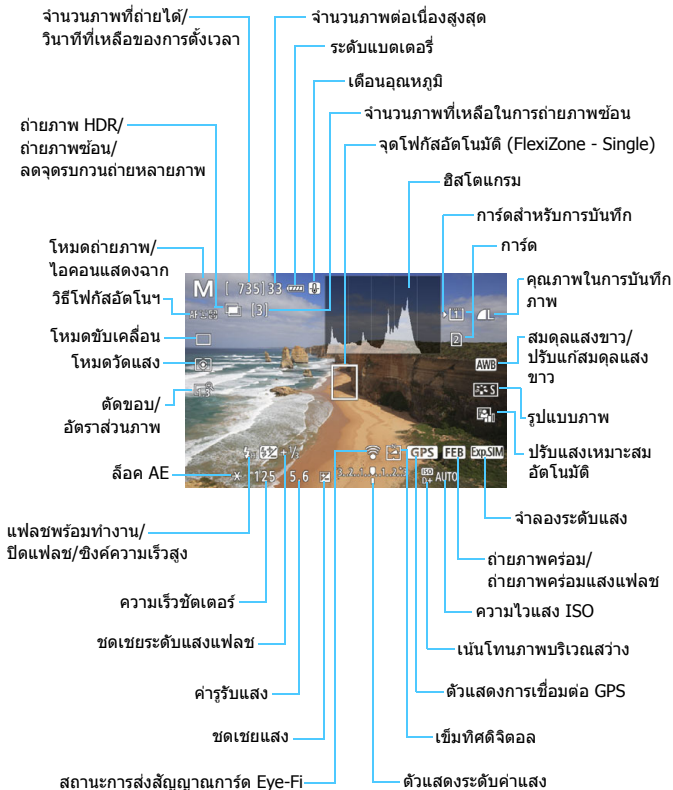 จำนวนภาพที่ถ่ายได้/
วินาทีที่เหลือของการตั้งเวลา
จำนวนภาพต่อเนื่องสูงสุด
ระดับแบตเตอรี่
เตือนอุณหภูมิ
จำนวนภาพที่เหลือในการถ่ายภาพซ้อน
จุดโฟกัสอัตโนมัติ (FlexiZone - Single)
ฮิสโตแกรม
การ์ดสำหรับการบันทึก
การ์ด
คุณภาพในการบันทึก
ภาพ
สมดุลแสงขาว/
ปรับแก้สมดุลแสง
ขาว
รูปแบบภาพ
ปรับแสงเหมาะสม
อัตโนมัติ
ถ่ายภาพ HDR/
ถ่ายภาพซ้อน/
ลดจุดรบกวนถ่ายหลายภาพ
โหมดถ่ายภาพ/
ไอคอนแสดงฉาก
วิธีโฟกัสอัตโนฯ
โหมดขับเคลื่อน
โหมดวัดแสง
ตัดขอบ/
อัตราส่วนภาพ
ล็อค AE
M [ 735] 33
[3]
1 L
2
AWB
S
+ GPS FEB Exp.SIM
125 5.6 3..2..1..1..2..3 ISO D+ AUTO
แฟลชพร้อมทำงาน/
ปิดแฟลช/ซิงค์ความเร็วสูง
ความเร็วชัตเตอร์
ชดเชยระดับแสงแฟลช
ค่ารูรับแสง
ชดเชยแสง
สถานะการส่งสัญญาณการ์ด Eye-Fi
จำลองระดับแสง
ถ่ายภาพคร่อม/
ถ่ายภาพคร่อมแสงแฟลช
ความไวแสง ISO
เน้นโทนภาพบริเวณสว่าง
ตัวแสดงการเชื่อมต่อ GPS
เข็มทิศดิจิตอล
ตัวแสดงระดับค่าแสง